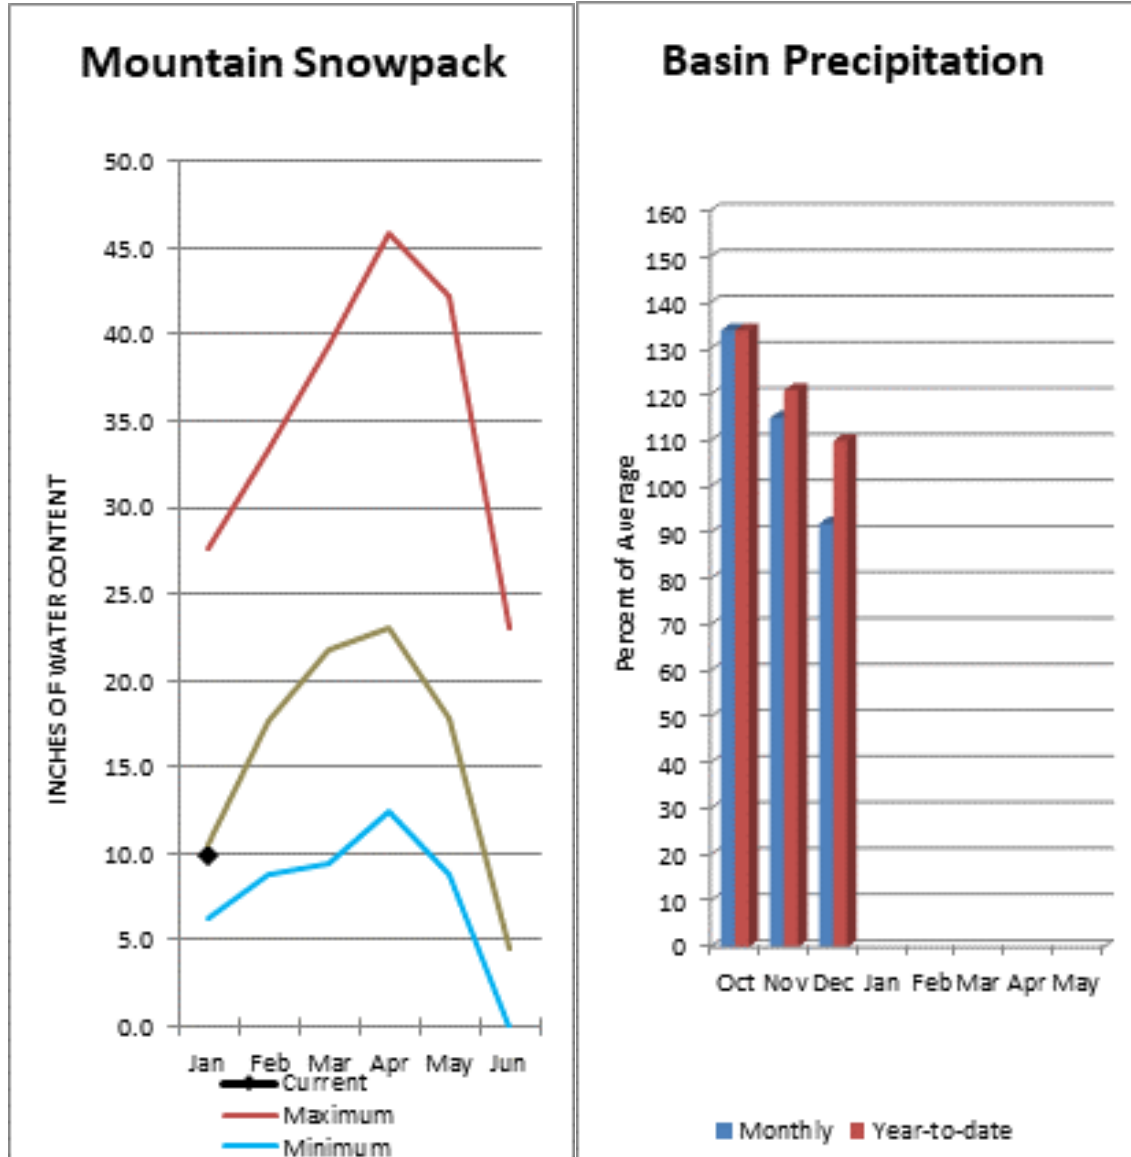 Mountain Snowpack
50.0
45.0
40.0
35.0
30.0
25.0
20.0
15.0
10.0
5.0
0.0
INCHES OF WATER CONTENT
Jan Feb Mar Apr May Jun
Current
Maximum
Minimum
Basin Precipitation
160
150
140
130
120
110
100
90
80
70
60
50
40
30
20
10
0
Percent of Average
Oct Nov Dec Jan Feb Mar Apr May
Monthly Year-to-date